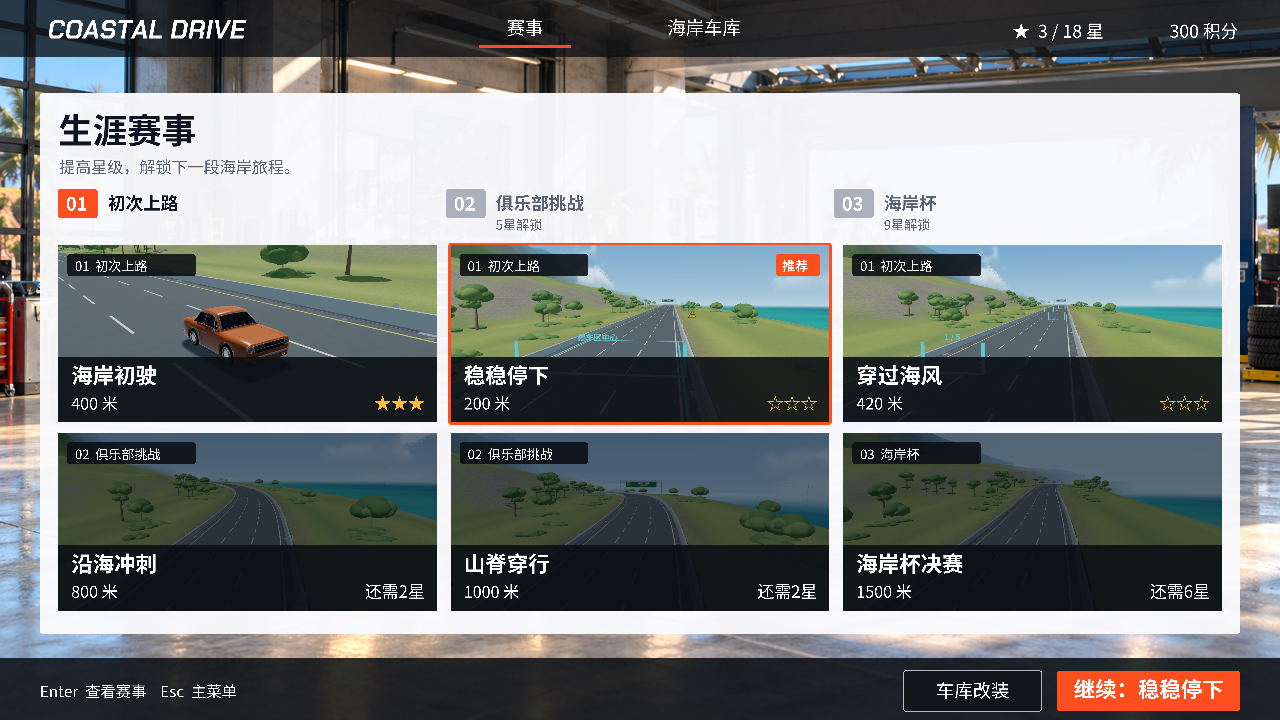 COASTAL DRIVE
赛事
海岸车库
★ 3 / 18 星
300 积分
生涯赛事
提高星级，解锁下一段海岸旅程。
01 初次上路
02 俱乐部挑战
5星解锁
03 海岸杯
9星解锁
01 初次上路
海岸初驶
400 米
★★★
01 初次上路
推荐
停车区中心
稳稳停下
200 米
☆☆☆
01 初次上路
1 / 5
穿过海风
420 米
☆☆☆
02 俱乐部挑战
沿海冲刺
800 米
还需2星
02 俱乐部挑战
山脊穿行
1000 米
还需2星
03 海岸杯
海岸杯决赛
1500 米
还需6星
Enter 查看赛事 Esc 主菜单
车库改装
继续：稳稳停下